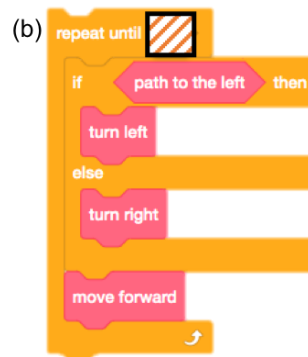 (b) repeat until
if path to the left then
turn left
else
turn right
move forward